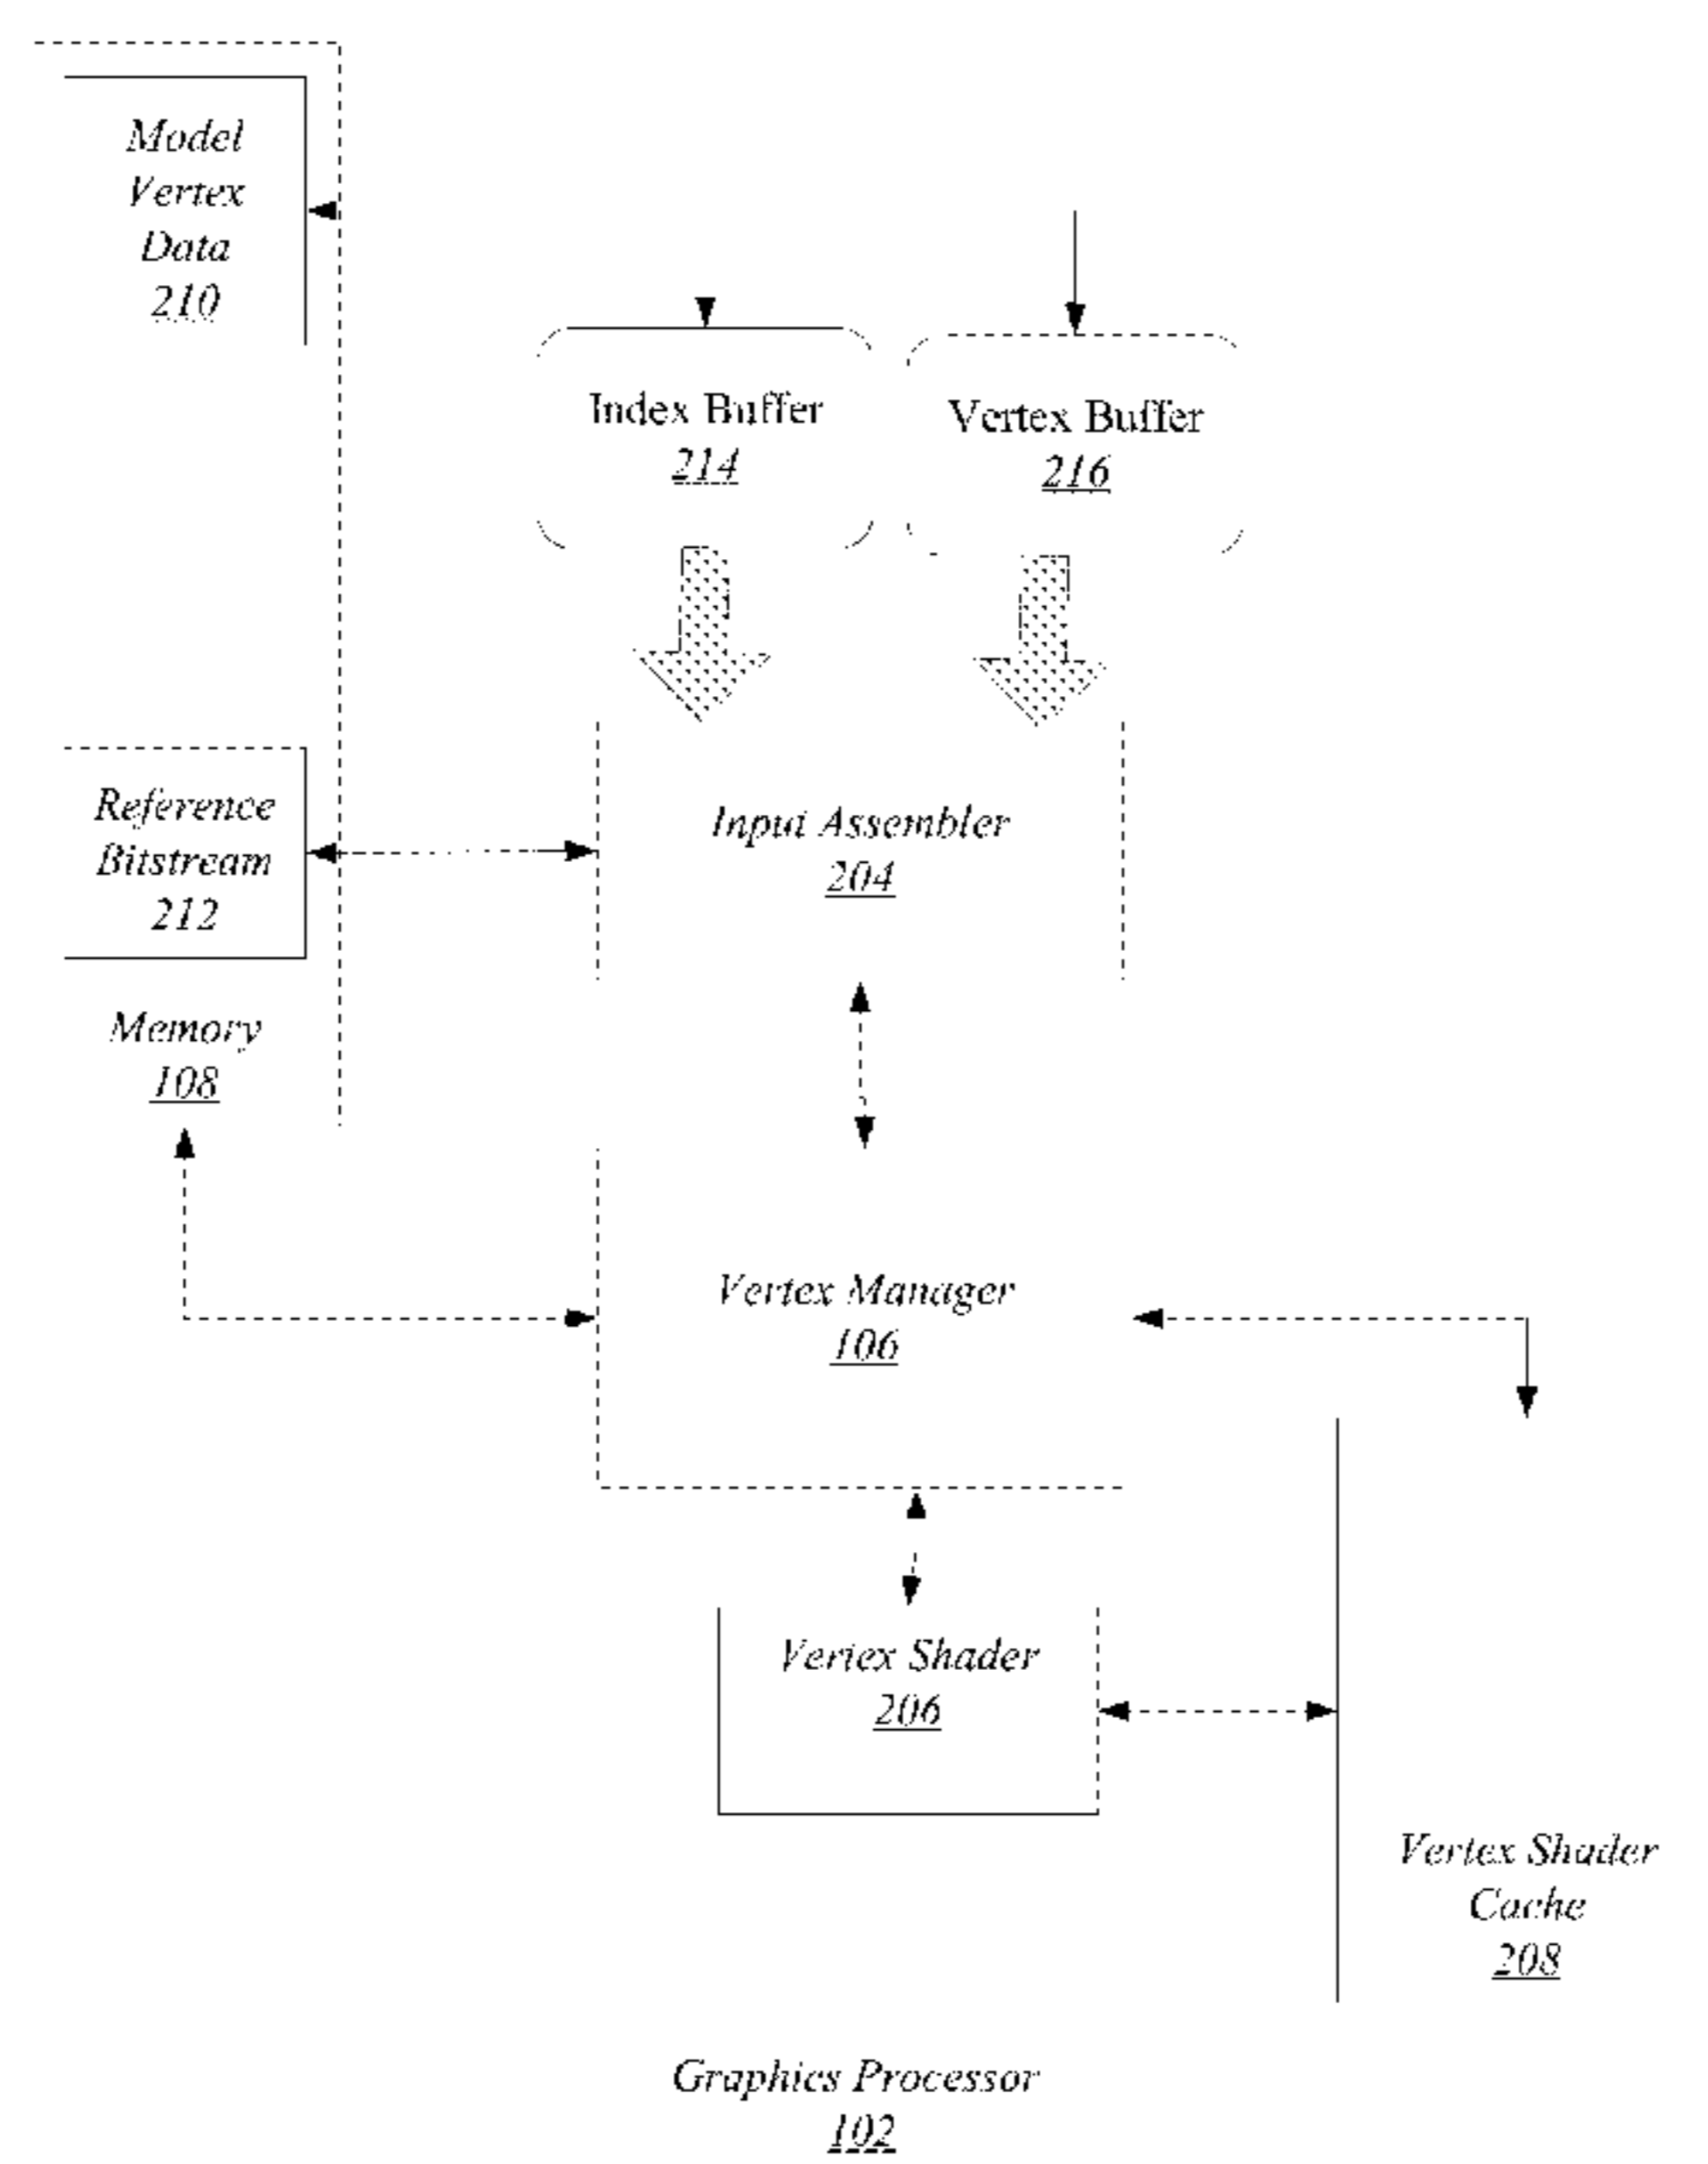 Model
Vertex
Data
210
Index Buffer
214
Vertex Buffer
216
Reference
Bitstream
212
Input Assembler
204
Memory
108
Vertex Manager
106
Vertex Shader
206
Vertex Shader
Cache
208
Graphics Processor
102